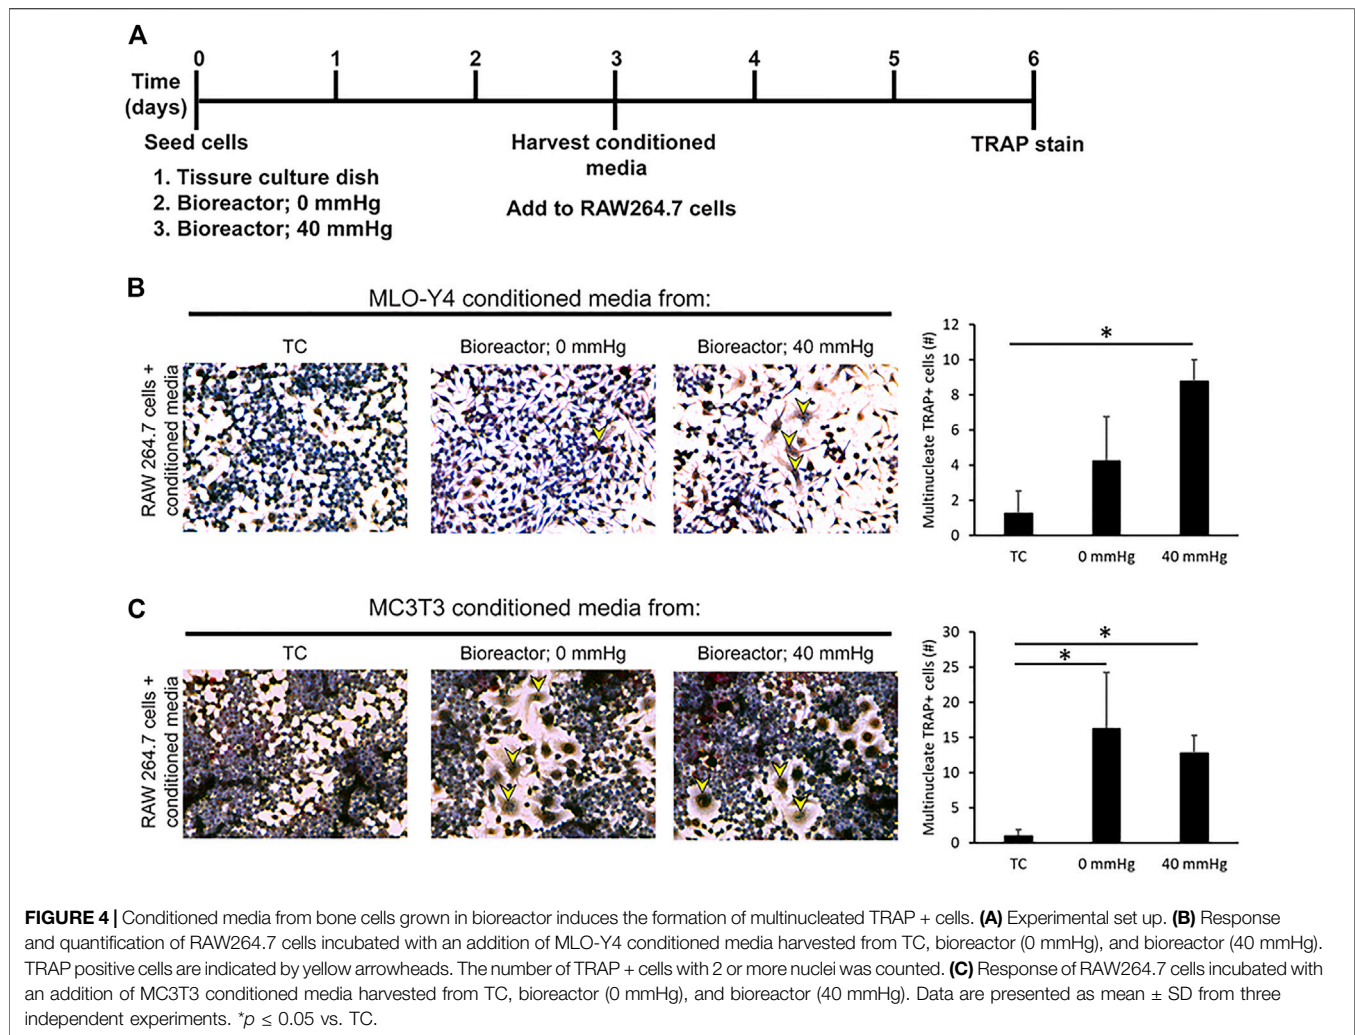 A
0 1 2 3 4 5 6
Time
(days)
Seed cells
1. Tissure culture dish
2. Bioreactor; 0 mmHg
3. Bioreactor; 40 mmHg
Harvest conditioned
media
Add to RAW264.7 cells
TRAP stain
B
MLO-Y4 conditioned media from:
TC
Bioreactor; 0 mmHg
Bioreactor; 40 mmHg
RAW 264.7 cells +
conditioned media
Multinucleate TRAP+ cells (#)
12
10
8
6
4
2
0
*
TC 0 mmHg 40 mmHg
C
MC3T3 conditioned media from:
TC
Bioreactor; 0 mmHg
Bioreactor; 40 mmHg
RAW 264.7 cells +
conditioned media
Multinucleate TRAP+ cells (#)
30
25
20
15
10
5
0
*
*
TC 0 mmHg 40 mmHg
FIGURE 4 | Conditioned media from bone cells grown in bioreactor induces the formation of multinucleated TRAP + cells. (A) Experimental set up. (B) Response
and quantification of RAW264.7 cells incubated with an addition of MLO-Y4 conditioned media harvested from TC, bioreactor (0 mmHg), and bioreactor (40 mmHg).
TRAP positive cells are indicated by yellow arrowheads. The number of TRAP + cells with 2 or more nuclei was counted. (C) Response of RAW264.7 cells incubated with
an addition of MC3T3 conditioned media harvested from TC, bioreactor (0 mmHg), and bioreactor (40 mmHg). Data are presented as mean ± SD from three
independent experiments. *p ≤ 0.05 vs. TC.